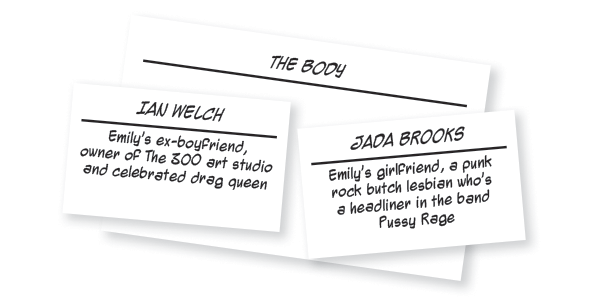 THE BODY
IAN WELCH
Emily's ex-boyfriend,
owner of The 300 art studio
and celebrated drag queen
JADA BROOKS
Emily's girlfriend, a punk
rock butch lesbian who's
a headliner in the band
Pussy Rage